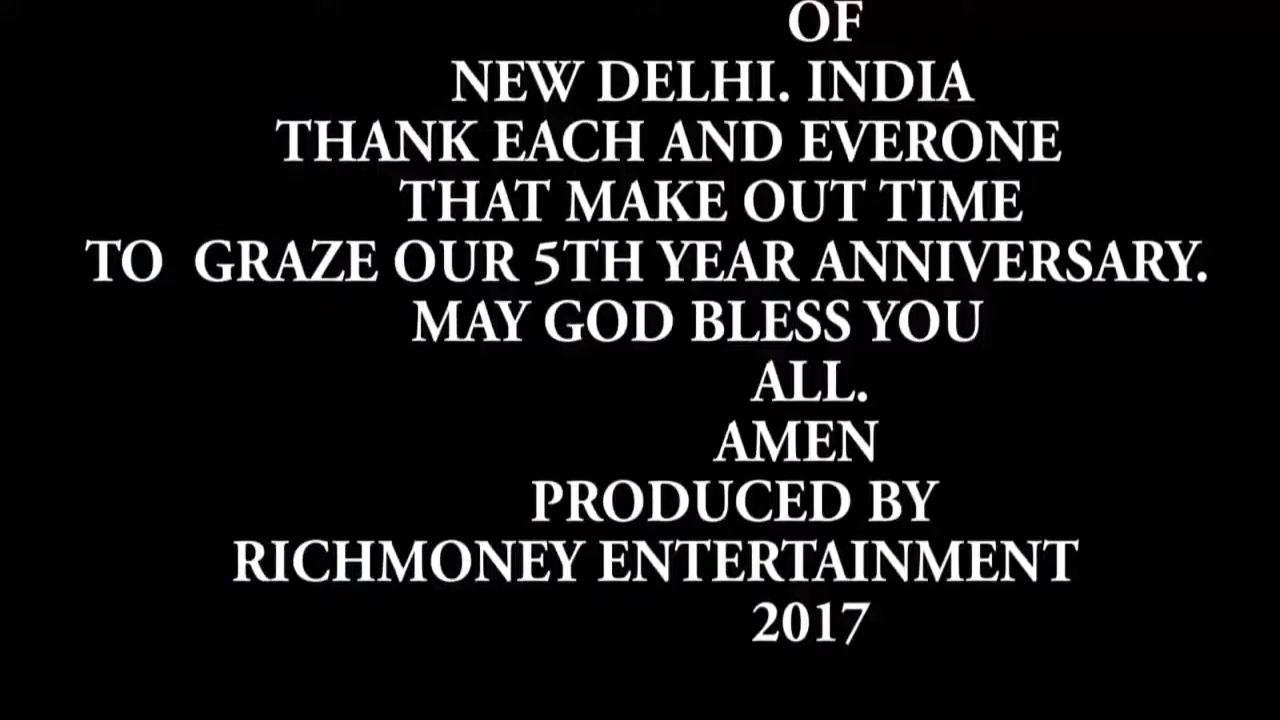 OF
NEW DELHI. INDIA
THANK EACH AND EVERONE
THAT MAKE OUT TIME
TO GRAZE OUR 5TH YEAR ANNIVERSARY.
MAY GOD BLESS YOU
ALL.
AMEN
PRODUCED BY
RICHMONEY ENTERTAINMENT
2017